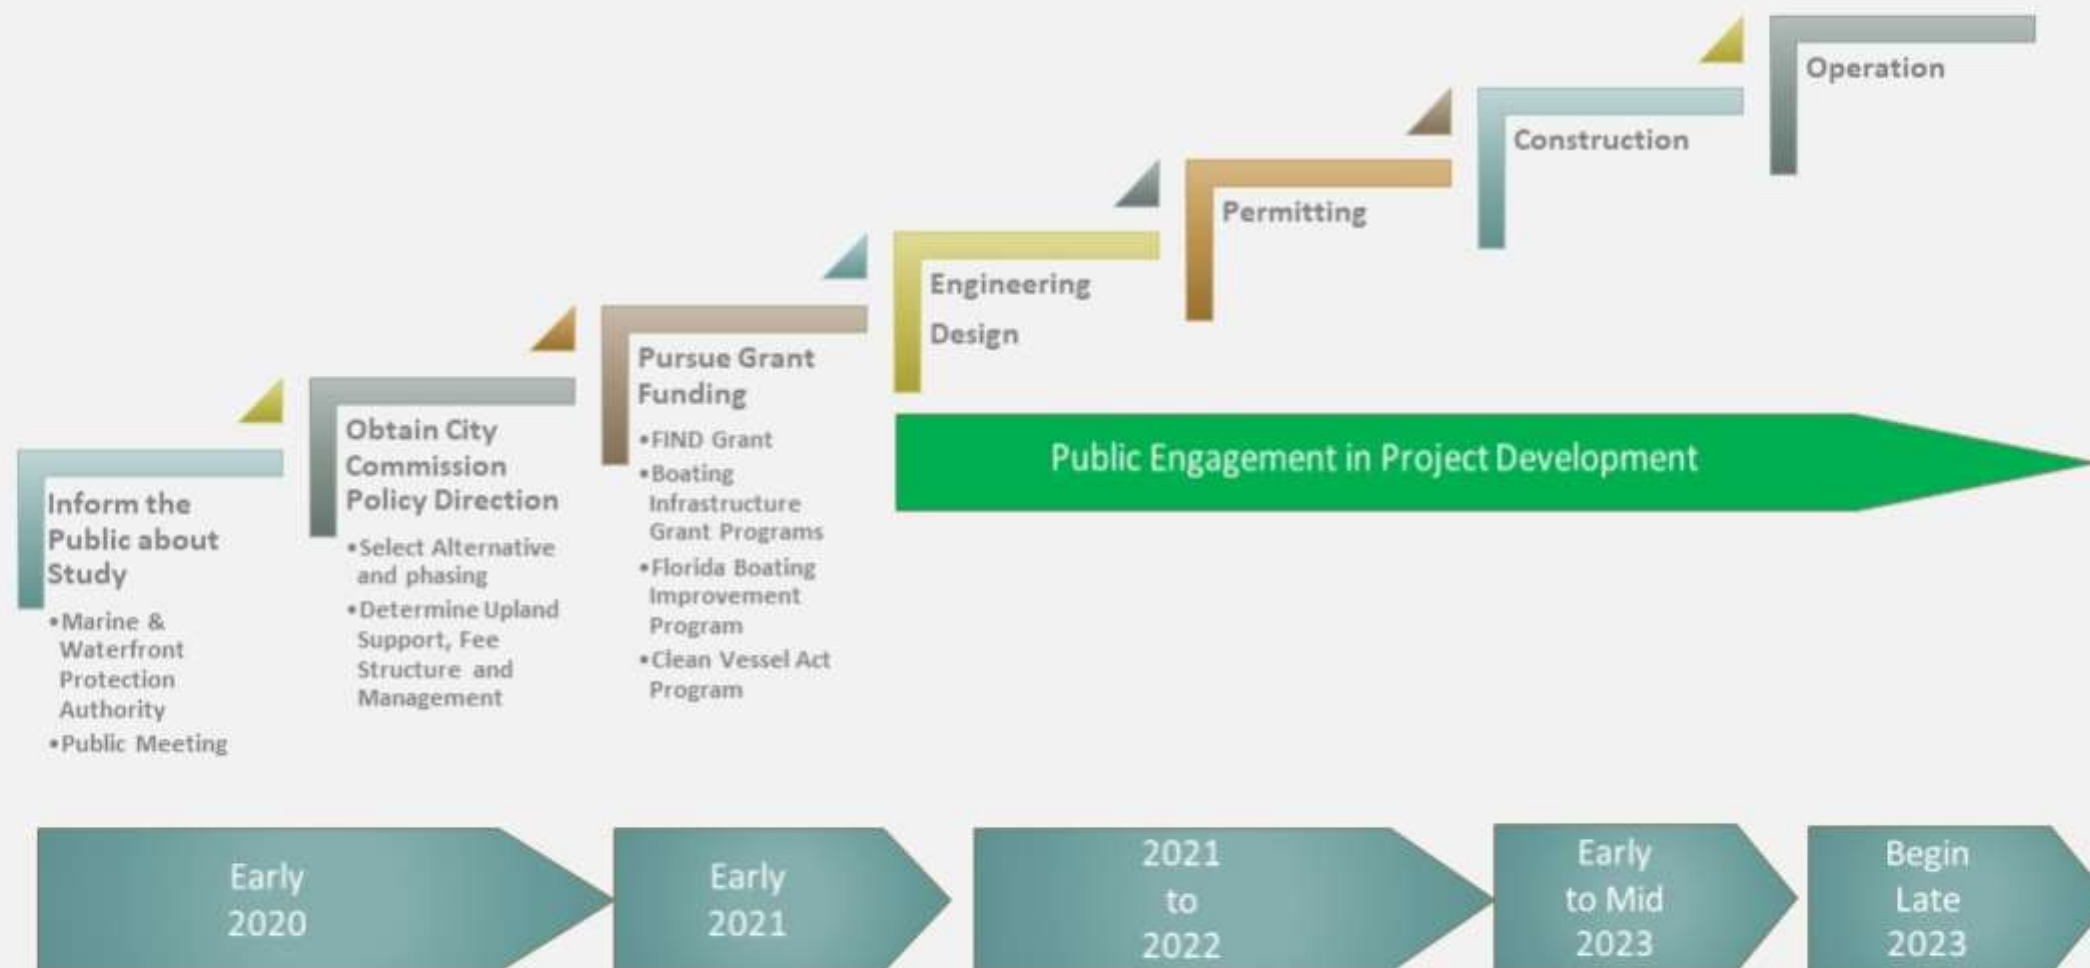 Inform the
Public about
Study
•Marine &
Waterfront
Protection
Authority
•Public Meeting
Obtain City
Commission
Policy Direction
•Select Alternative
and phasing
•Determine Upland
Support, Fee
Structure and
Management
Pursue Grant
Funding
•FIND Grant
•Boating
Infrastructure
Grant Programs
•Florida Boating
Improvement
Program
•Clean Vessel Act
Program
Engineering
Design
Permitting
Construction
Operation
Public Engagement in Project Development
Early
2020
Early
2021
2021
to
2022
Early
to Mid
2023
Begin
Late
2023